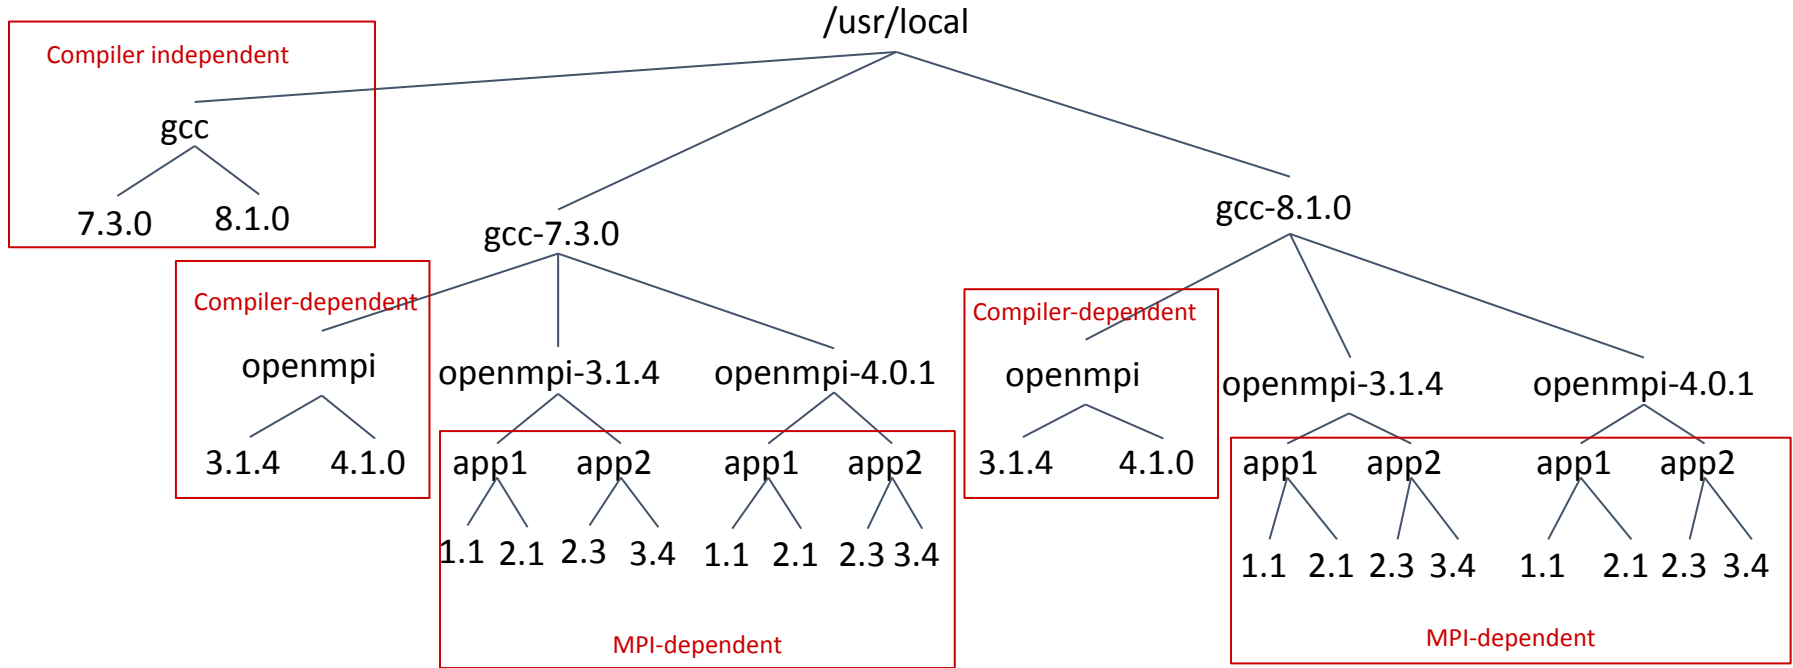 /usr/local
Compiler independent
gcc
7.3.0 8.1.0
gcc-7.3.0
gcc-8.1.0
Compiler-dependent
Compiler-dependent
openmpi
openmpi-3.1.4
openmpi-4.0.1
openmpi
openmpi-3.1.4
openmpi-4.0.1
3.1.4 4.1.0
app1 app2 app1 app2
3.1.4 4.1.0
app1 app2 app1 app2
1.1 2.1 2.3 3.4 1.1 2.1 2.3 3.4
1.1 2.1 2.3 3.4 1.1 2.1 2.3 3.4
MPI-dependent
MPI-dependent